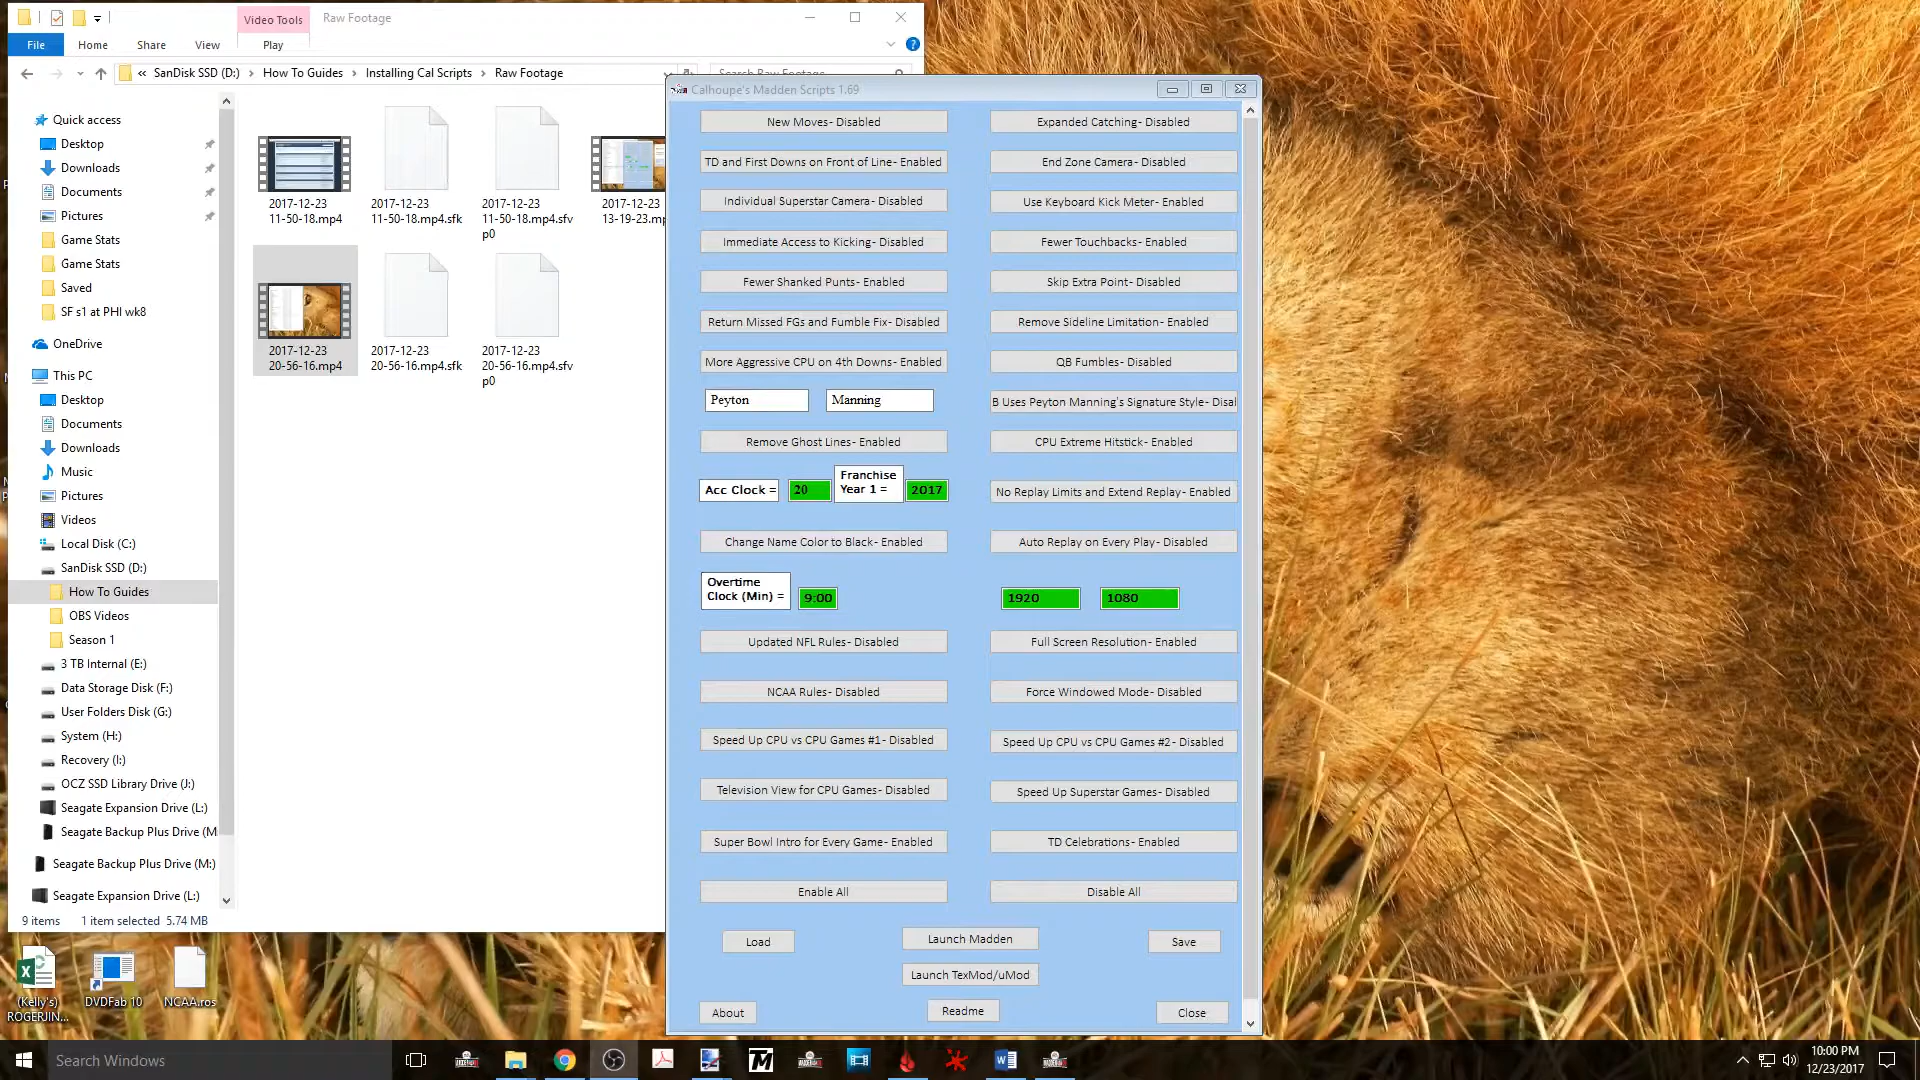 Video Tools
Raw Footage
File
Home
Share
View
Play
« SanDisk SSD (D:) > How To Guides > Installing Cal Scripts > Raw Footage
Search Raw Footage
Quick access
Desktop
Downloads
Documents
Pictures
Game Stats
Game Stats
Saved
SF s1 at PHI wk8
OneDrive
This PC
Desktop
Documents
Downloads
Music
Pictures
Videos
Local Disk (C:)
SanDisk SSD (D:)
How To Guides
OBS Videos
Season 1
3 TB Internal (E:)
Data Storage Disk (F:)
User Folders Disk (G:)
System (H:)
Recovery (I:)
OCZ SSD Library Drive (J:)
Seagate Expansion Drive (L:)
Seagate Backup Plus Drive (M
Seagate Backup Plus Drive (M:)
Seagate Expansion Drive (L:)
2017-12-23
11-50-18.mp4
2017-12-23
11-50-18.mp4.sfk
2017-12-23
11-50-18.mp4.sfv
p0
2017-12-23
13-19-23.mp
2017-12-23
20-56-16.mp4
2017-12-23
20-56-16.mp4.sfk
2017-12-23
20-56-16.mp4.sfv
p0
9 items 1 item selected 5.74 MB
Calhoupe's Madden Scripts 1.69
New Moves- Disabled
Expanded Catching- Disabled
TD and First Downs on Front of Line- Enabled
End Zone Camera- Disabled
Individual Superstar Camera- Disabled
Use Keyboard Kick Meter- Enabled
Immediate Access to Kicking- Disabled
Fewer Touchbacks- Enabled
Fewer Shanked Punts- Enabled
Skip Extra Point- Disabled
Return Missed FGs and Fumble Fix- Disabled
Remove Sideline Limitation- Enabled
More Aggressive CPU on 4th Downs- Enabled
QB Fumbles- Disabled
Peyton
Manning
B Uses Peyton Manning's Signature Style- Disal
Remove Ghost Lines- Enabled
CPU Extreme Hitstick- Enabled
Acc Clock =
20
Franchise
Year 1 =
2017
No Replay Limits and Extend Replay- Enabled
Change Name Color to Black- Enabled
Auto Replay on Every Play- Disabled
Overtime
Clock (Min) =
9:00
1920
1080
Updated NFL Rules- Disabled
Full Screen Resolution- Enabled
NCAA Rules- Disabled
Force Windowed Mode- Disabled
Speed Up CPU vs CPU Games #1- Disabled
Speed Up CPU vs CPU Games #2- Disabled
Television View for CPU Games- Disabled
Speed Up Superstar Games- Disabled
Super Bowl Intro for Every Game- Enabled
TD Celebrations- Enabled
Enable All
Disable All
Load
Launch Madden
Save
Launch TexMod/uMod
About
Readme
Close
(Kelly's)
ROGERJIN...
DVDFab 10
NCAA.ros
Search Windows
10:00 PM
12/23/2017